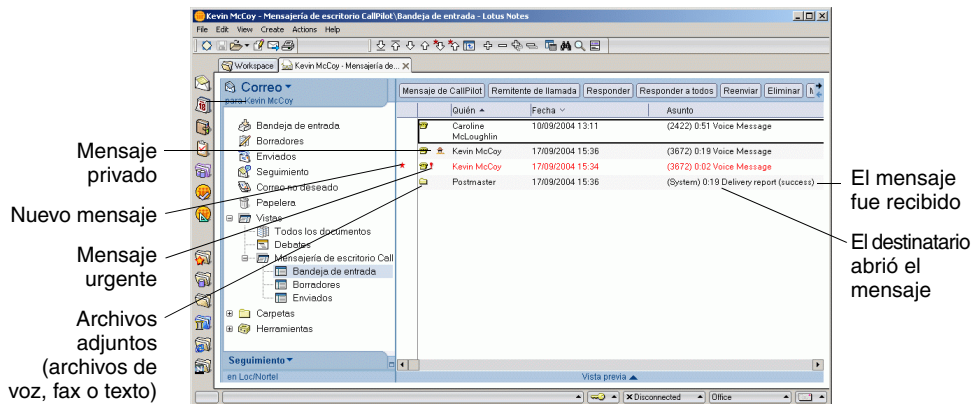 Kevin McCoy - Mensajería de escritorio CallPilot\Bandeja de entrada - Lotus Notes
File Edit View Create Actions Help
Workspace
Kevin McCoy - Mensajería de...
Correo
para Kevin McCoy
Mensaje de CallPilot Remitente de llamada Responder Responder a todos Reenviar Eliminar
Quién Fecha Asunto
Caroline McLoughlin 10/09/2004 13:11 (2422) 0:51 Voice Message
Kevin McCoy 17/09/2004 15:36 (3672) 0:19 Voice Message
Kevin McCoy 17/09/2004 15:34 (3672) 0:02 Voice Message
Postmaster 17/09/2004 15:36 (System) 0:19 Delivery report (success)
Bandeja de entrada
Borradores
Enviados
Seguimiento
Correo no deseado
Papelera
Vistas
Todos los documentos
Debates
Mensajería de escritorio Call
Bandeja de entrada
Borradores
Enviados
Carpetas
Herramientas
Seguimiento
en Loc/Nortel
Vista previa
Disconnected
Office
Mensaje
privado
Nuevo mensaje
Mensaje
urgente
Archivos
adjuntos
(archivos de
voz, fax o texto)
El mensaje
fue recibido
El destinatario
abrió el
mensaje